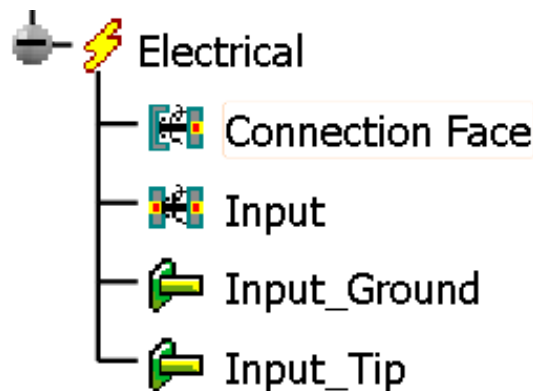 Electrical
Connection Face
Input
Input_Ground
Input_Tip